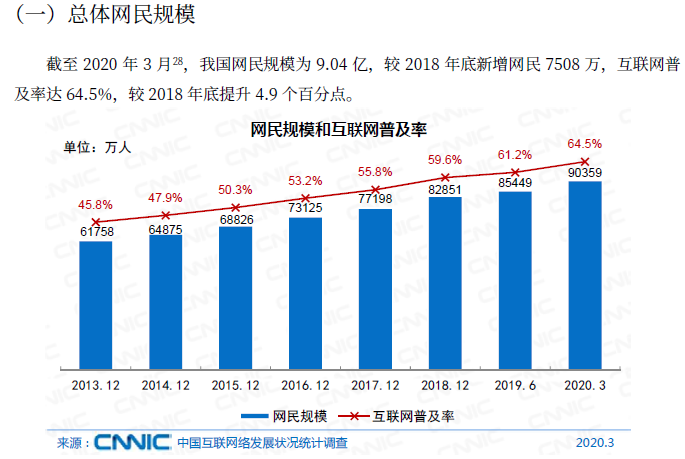 （一）总体网民规模
截至 2020 年 3 月28，我国网民规模为 9.04 亿，较 2018 年底新增网民 7508 万，互联网普
及率达 64.5%，较 2018 年底提升 4.9 个百分点。
网民规模和互联网普及率
单位：万人
45.8% 47.9% 50.3% 53.2% 55.8% 59.6% 61.2% 64.5%
61758 64875 68826 73125 77198 82851 85449 90359
2013.12 2014.12 2015.12 2016.12 2017.12 2018.12 2019.6 2020.3
网民规模 互联网普及率
来源：CNNIC 中国互联网络发展状况统计调查 2020.3